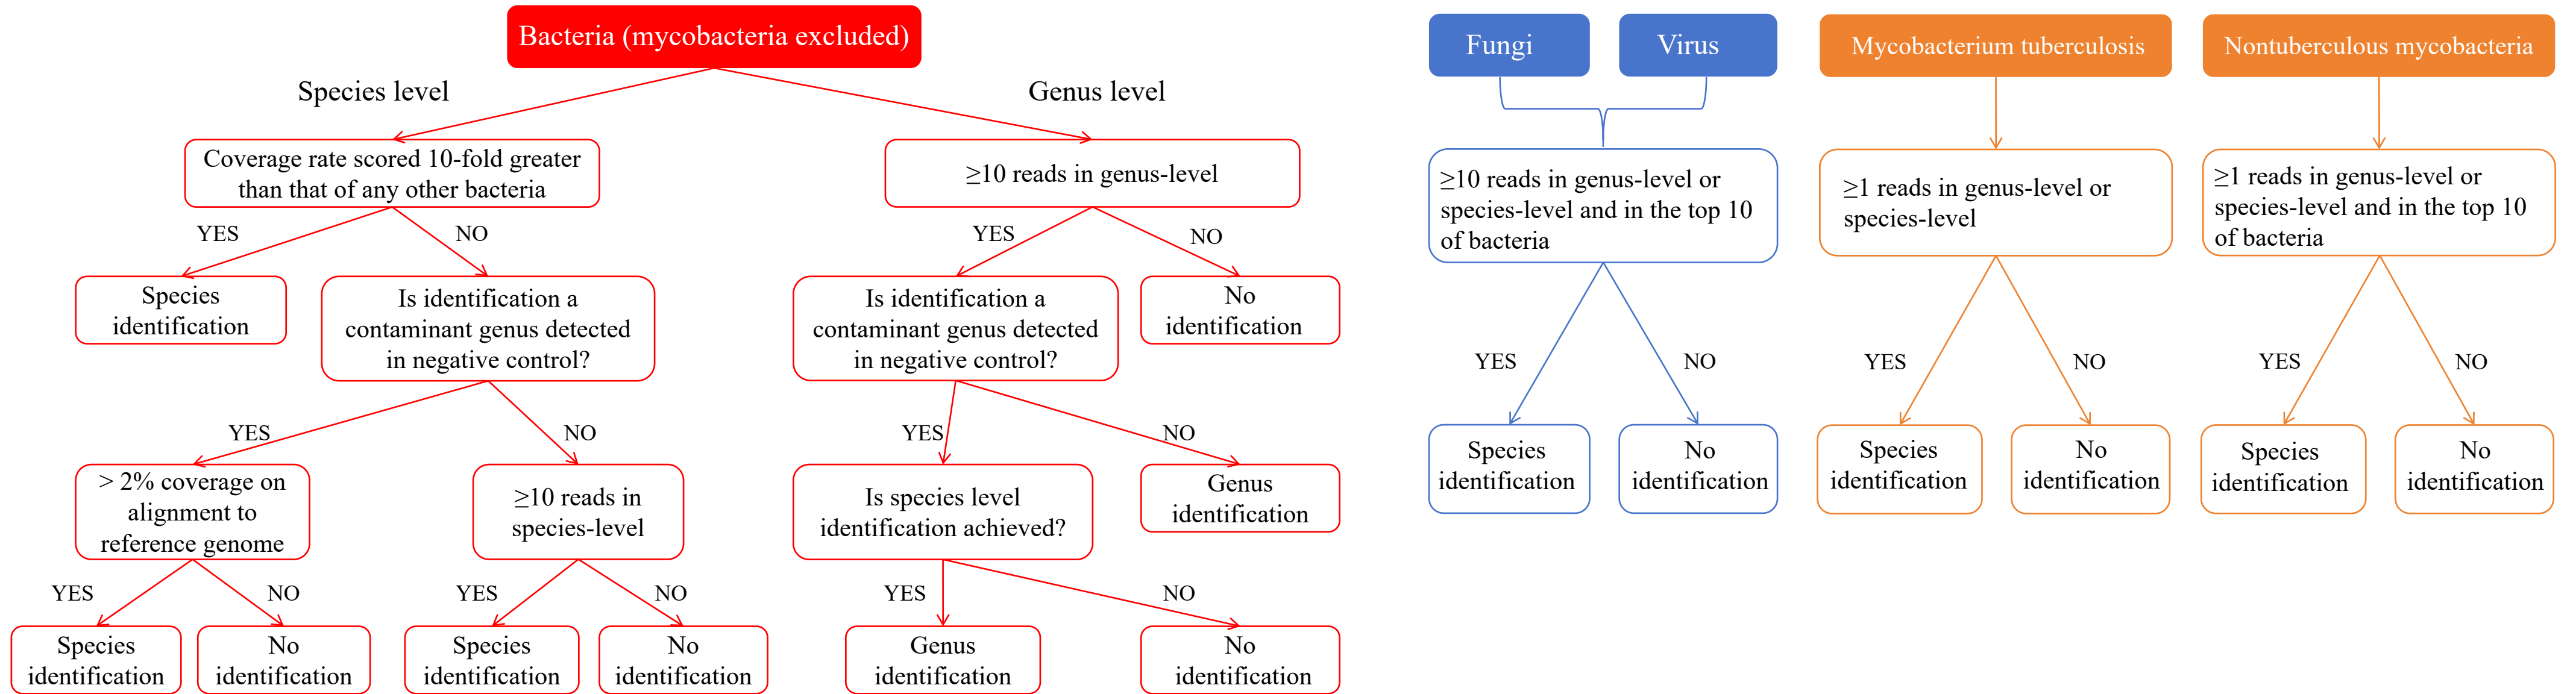 Bacteria (mycobacteria excluded)
Species level
Genus level
Coverage rate scored 10-fold greater
than that of any other bacteria
≥10 reads in genus-level
YES
NO
YES
NO
Species
identification
Is identification a
contaminant genus detected
in negative control?
Is identification a
contaminant genus detected
in negative control?
No
identification
YES
NO
YES
NO
> 2% coverage on
alignment to
reference genome
≥10 reads in
species-level
Is species level
identification achieved?
Genus
identification
YES
NO
YES
NO
YES
NO
Species
identification
No
identification
Species
identification
No
identification
Genus
identification
No
identification
Fungi
Virus
≥10 reads in genus-level or
species-level and in the top 10
of bacteria
YES
NO
Species
identification
No
identification
Mycobacterium tuberculosis
≥1 reads in genus-level or
species-level
YES
NO
Species
identification
No
identification
Nontuberculous mycobacteria
≥1 reads in genus-level or
species-level and in the top 10
of bacteria
YES
NO
Species
identification
No
identification